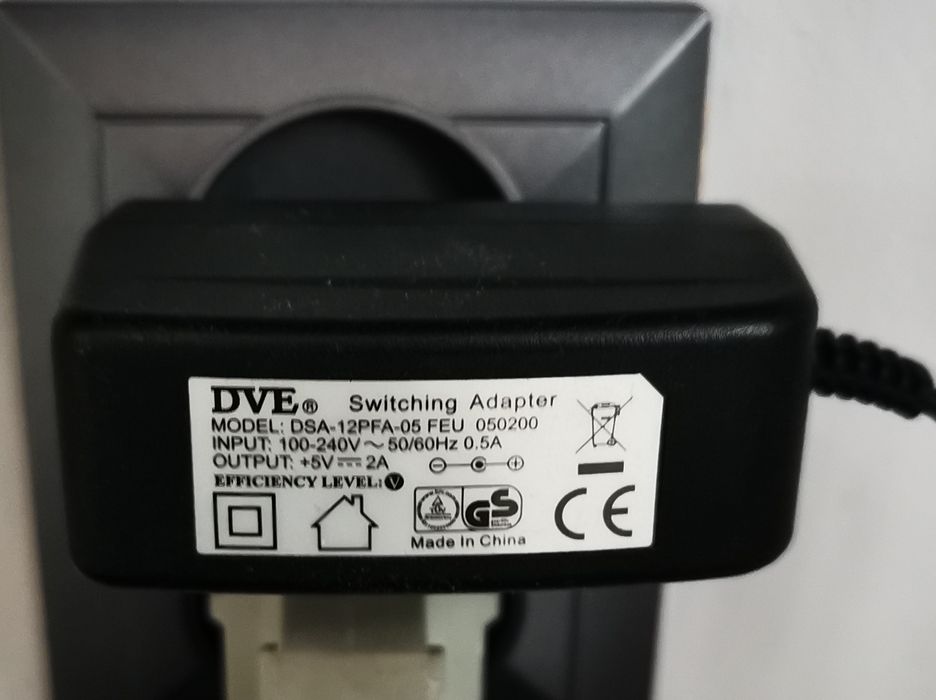 DVE® Switching Adapter
MODEL: DSA-12PFA-05 FEU 050200
INPUT: 100-240V ~ 50/60Hz 0.5A
OUTPUT: +5V ⎓ 2A
EFFICIENCY LEVEL: V
TÜV GS
CE
Made In China